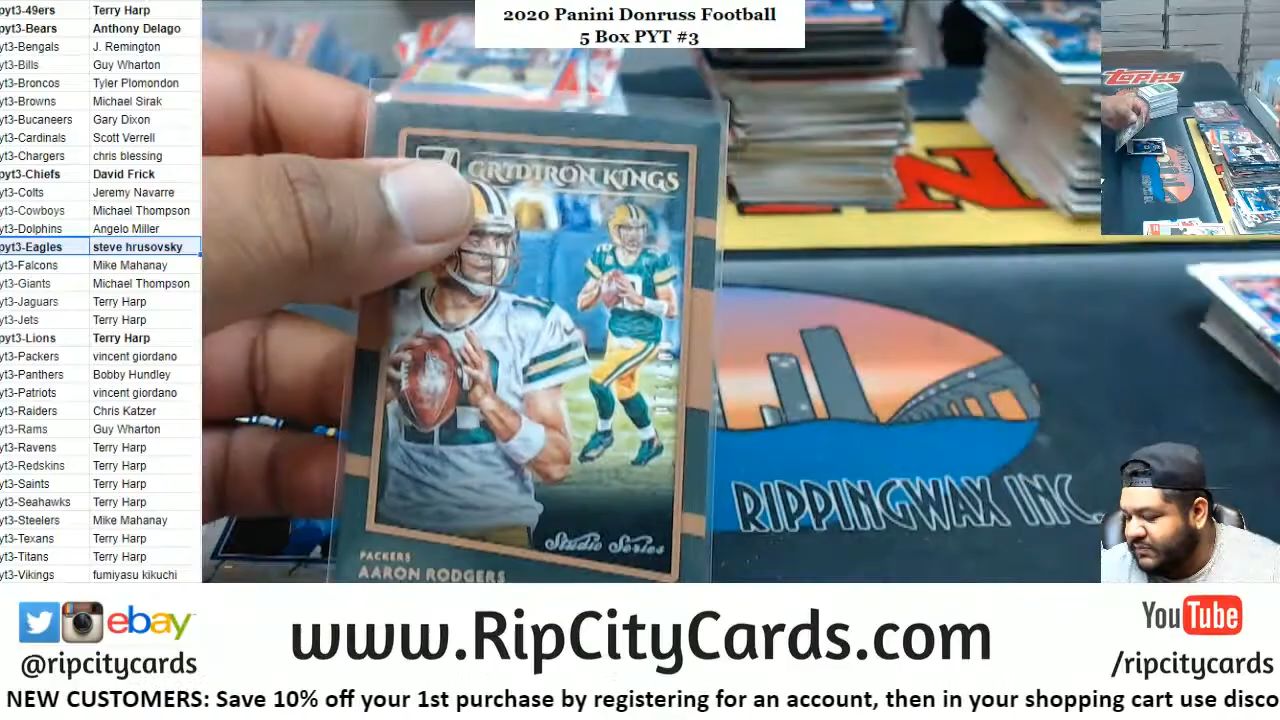 2020 Panini Donruss Football
5 Box PYT #3
pyt3-49ers Terry Harp
pyt3-Bears Anthony Delago
yt3-Bengals J. Remington
yt3-Bills Guy Wharton
yt3-Broncos Tyler Plomondon
yt3-Browns Michael Sirak
yt3-Bucaneers Gary Dixon
yt3-Cardinals Scott Verrell
yt3-Chargers chris blessing
pyt3-Chiefs David Frick
yt3-Colts Jeremy Navarre
yt3-Cowboys Michael Thompson
yt3-Dolphins Angelo Miller
pyt3-Eagles steve hrusovsky
yt3-Falcons Mike Mahanay
yt3-Giants Michael Thompson
yt3-Jaguars Terry Harp
yt3-Jets Terry Harp
pyt3-Lions Terry Harp
yt3-Packers vincent giordano
yt3-Panthers Bobby Hundley
yt3-Patriots vincent giordano
yt3-Raiders Chris Katzer
yt3-Rams Guy Wharton
yt3-Ravens Terry Harp
yt3-Redskins Terry Harp
yt3-Saints Terry Harp
yt3-Seahawks Terry Harp
yt3-Steelers Mike Mahanay
yt3-Texans Terry Harp
yt3-Titans Terry Harp
yt3-Vikings fumiyasu kikuchi
GRIDIRON KINGS
12
Studio Series
PACKERS
AARON RODGERS
N
RIPPINGWAX INC.
TOPPS
ebay
@ripcitycards
www.RipCityCards.com
YouTube
/ripcitycards
NEW CUSTOMERS: Save 10% off your 1st purchase by registering for an account, then in your shopping cart use disco